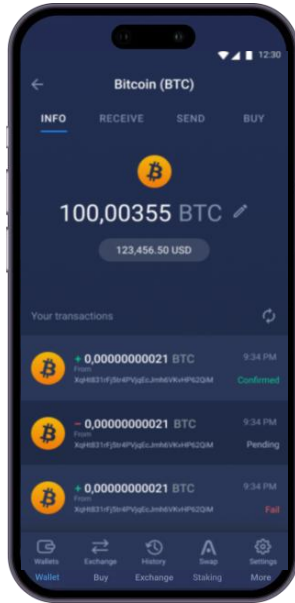 12:30
Bitcoin (BTC)
INFO RECEIVE SEND BUY
100,00355 BTC
123,456.50 USD
Your transactions
+ 0,00000000021 BTC 9:34 PM
From
Confirmed
− 0,00000000021 BTC 9:34 PM
From
Pending
+ 0,00000000021 BTC 9:34 PM
From
Fail
Wallets Exchange History Swap Settings
Wallet Buy Exchange Staking More